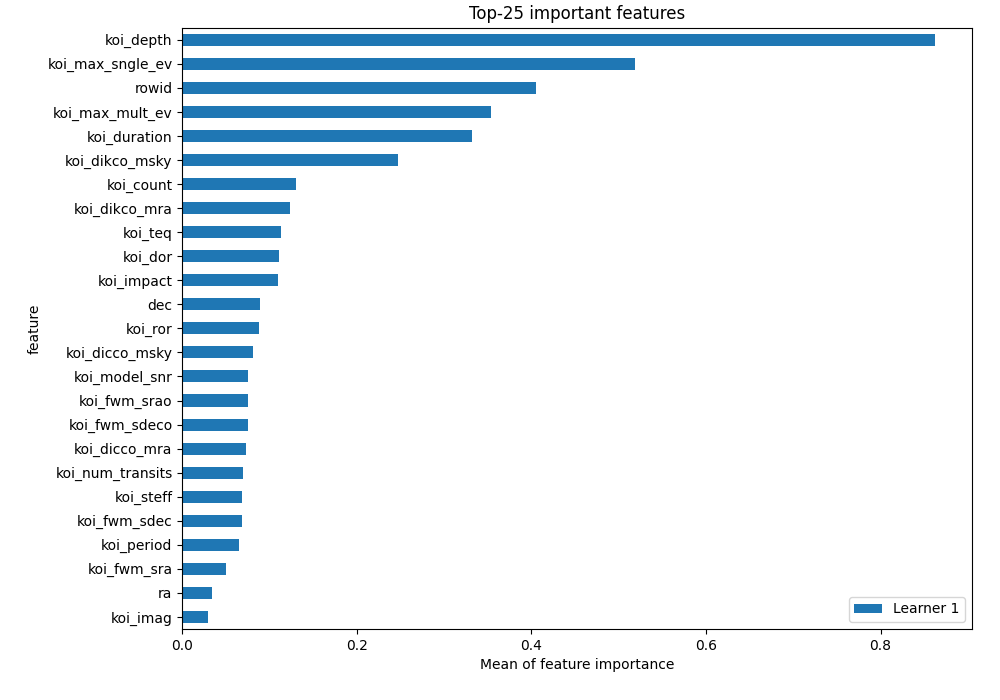 Top-25 important features
koi_depth
koi_max_sngle_ev
rowid
koi_max_mult_ev
koi_duration
koi_dikco_msky
koi_count
koi_dikco_mra
koi_teq
koi_dor
koi_impact
dec
koi_ror
koi_dicco_msky
koi_model_snr
koi_fwm_srao
koi_fwm_sdeco
koi_dicco_mra
koi_num_transits
koi_steff
koi_fwm_sdec
koi_period
koi_fwm_sra
ra
koi_imag
feature
Learner 1
0.0 0.2 0.4 0.6 0.8
Mean of feature importance